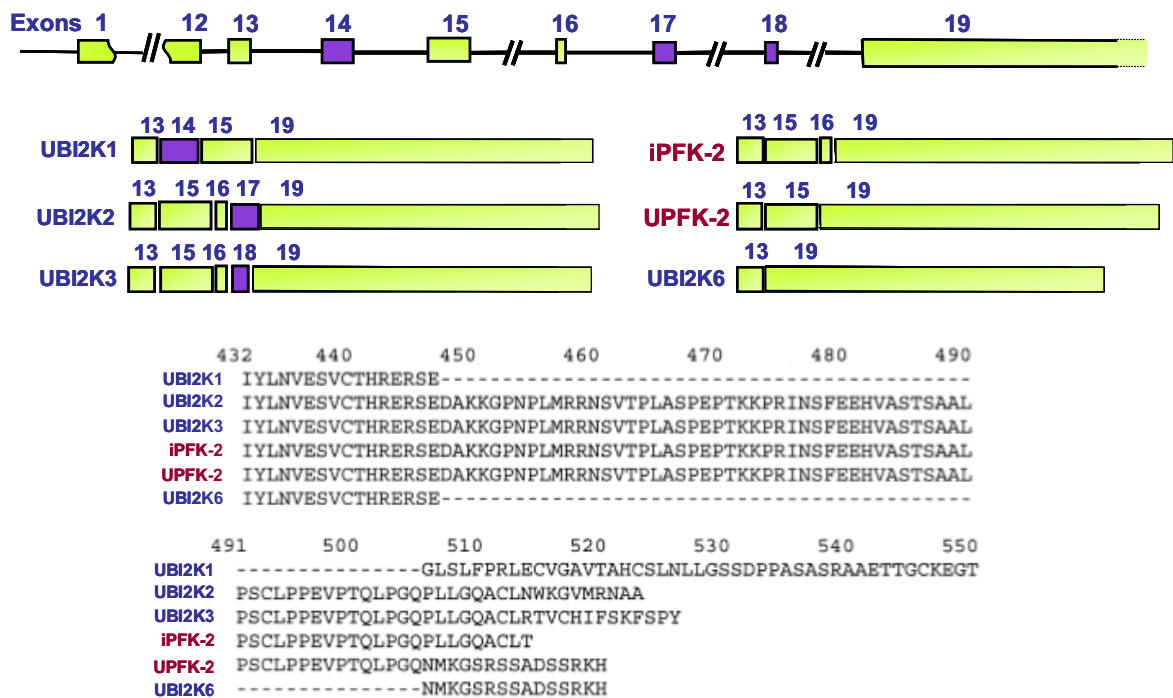 Exons 1 12 13 14 15 16 17 18 19
13 14 15 19
UBI2K1
13 15 16 19
iPFK-2
13 15 16 17 19
UBI2K2
13 15 19
UPFK-2
13 15 16 18 19
UBI2K3
13 19
UBI2K6
432 440 450 460 470 480 490
UBI2K1 IYLNVESVCTHRERSE-------------------------------------------
UBI2K2 IYLNVESVCTHRERSEDAKKGPNPLMRRNSVTPLASPEPTKKPRINSFEEHVASTSAAL
UBI2K3 IYLNVESVCTHRERSEDAKKGPNPLMRRNSVTPLASPEPTKKPRINSFEEHVASTSAAL
iPFK-2 IYLNVESVCTHRERSEDAKKGPNPLMRRNSVTPLASPEPTKKPRINSFEEHVASTSAAL
UPFK-2 IYLNVESVCTHRERSEDAKKGPNPLMRRNSVTPLASPEPTKKPRINSFEEHVASTSAAL
UBI2K6 IYLNVESVCTHRERSE-------------------------------------------
491 500 510 520 530 540 550
UBI2K1 ---------------GLSLFPRLECVGAVTAHCSLNLLGSSDPPASASRAAETTGCKEGT
UBI2K2 PSCLPPEVPTQLPGQPLLGQACLNWKGVMRNAA
UBI2K3 PSCLPPEVPTQLPGQPLLGQACLRTVCHIFSKFSPY
iPFK-2 PSCLPPEVPTQLPGQPLLGQACLT
UPFK-2 PSCLPPEVPTQLPGQNMKGSRSSADSSRKH
UBI2K6 ---------------NMKGSRSSADSSRKH